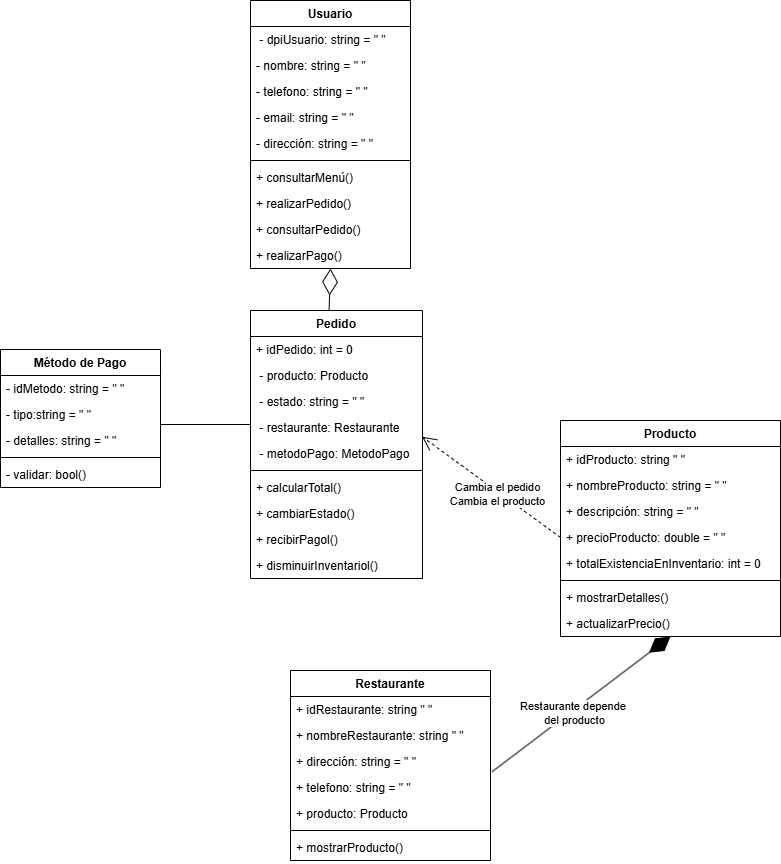 Usuario
- dpiUsuario: string = " "
- nombre: string = " "
- telefono: string = " "
- email: string = " "
- dirección: string = " "
+ consultarMenú()
+ realizarPedido()
+ consultarPedido()
+ realizarPago()
Pedido
+ idPedido: int = 0
- producto: Producto
- estado: string = " "
- restaurante: Restaurante
- metodoPago: MetodoPago
+ calcularTotal()
+ cambiarEstado()
+ recibirPagol()
+ disminuirInventariol()
Método de Pago
- idMetodo: string = " "
- tipo:string = " "
- detalles: string = " "
- validar: bool()
Cambia el pedido
Cambia el producto
Producto
+ idProducto: string " "
+ nombreProducto: string = " "
+ descripción: string = " "
+ precioProducto: double = " "
+ totalExistenciaEnInventario: int = 0
+ mostrarDetalles()
+ actualizarPrecio()
Restaurante depende
del producto
Restaurante
+ idRestaurante: string " "
+ nombreRestaurante: string " "
+ dirección: string = " "
+ telefono: string = " "
+ producto: Producto
+ mostrarProducto()